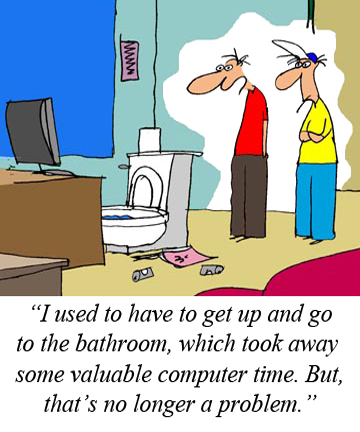 “I used to have to get up and go
to the bathroom, which took away
some valuable computer time. But,
that’s no longer a problem.”